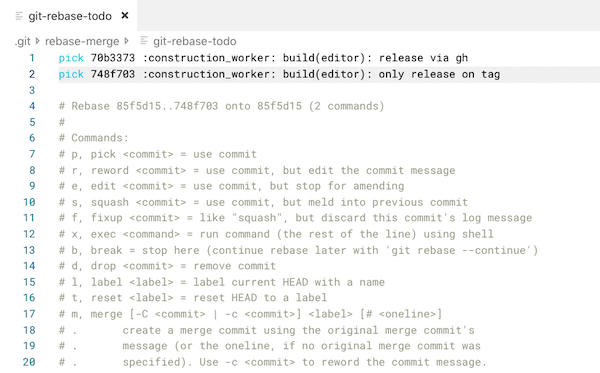 git-rebase-todo ×
.git rebase-merge git-rebase-todo
1 pick 70b3373 :construction_worker: build(editor): release via gh
2 pick 748f703 :construction_worker: build(editor): only release on tag
3
4 # Rebase 85f5d15..748f703 onto 85f5d15 (2 commands)
5 #
6 # Commands:
7 # p, pick <commit> = use commit
8 # r, reword <commit> = use commit, but edit the commit message
9 # e, edit <commit> = use commit, but stop for amending
10 # s, squash <commit> = use commit, but meld into previous commit
11 # f, fixup <commit> = like "squash", but discard this commit's log message
12 # x, exec <command> = run command (the rest of the line) using shell
13 # b, break = stop here (continue rebase later with 'git rebase --continue')
14 # d, drop <commit> = remove commit
15 # l, label <label> = label current HEAD with a name
16 # t, reset <label> = reset HEAD to a label
17 # m, merge [-C <commit> | -c <commit>] <label> [# <oneline>]
18 # . create a merge commit using the original merge commit's
19 # . message (or the oneline, if no original merge commit was
20 # . specified). Use -c <commit> to reword the commit message.